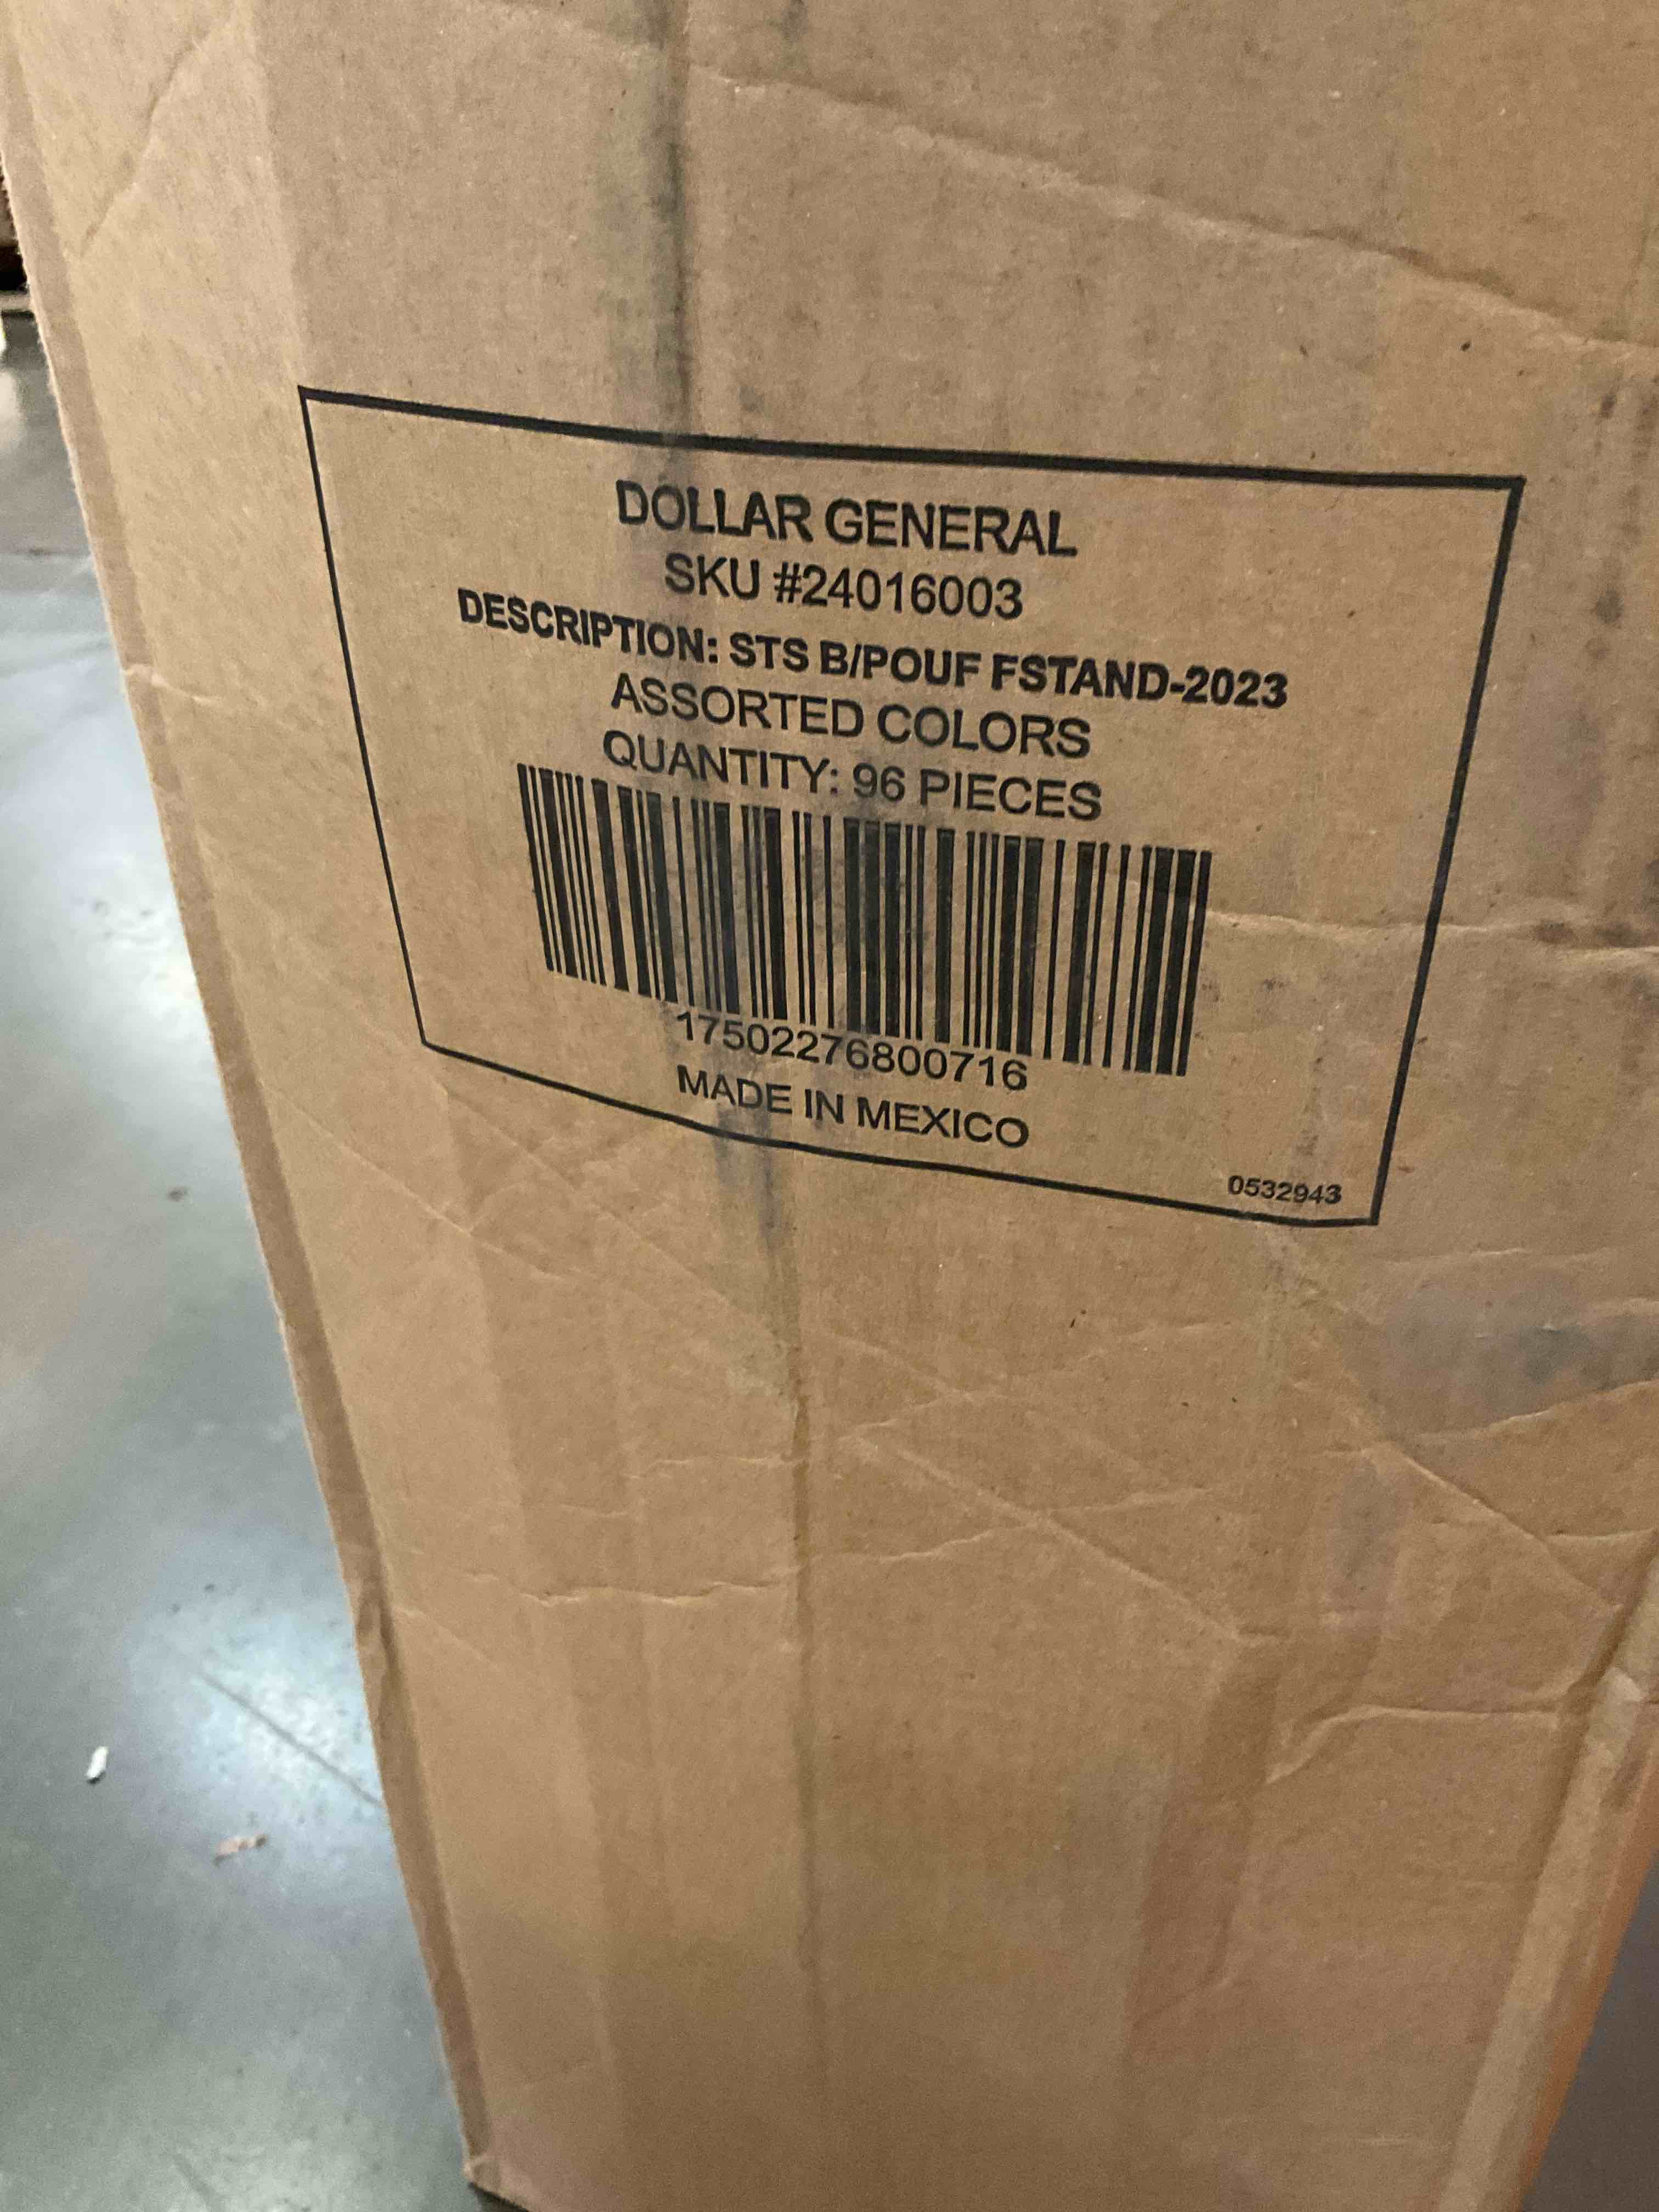 DOLLAR GENERAL
SKU #24016003
DESCRIPTION: STS B/POUF FSTAND-2023
ASSORTED COLORS
QUANTITY: 96 PIECES
17502276800716
MADE IN MEXICO
0532943